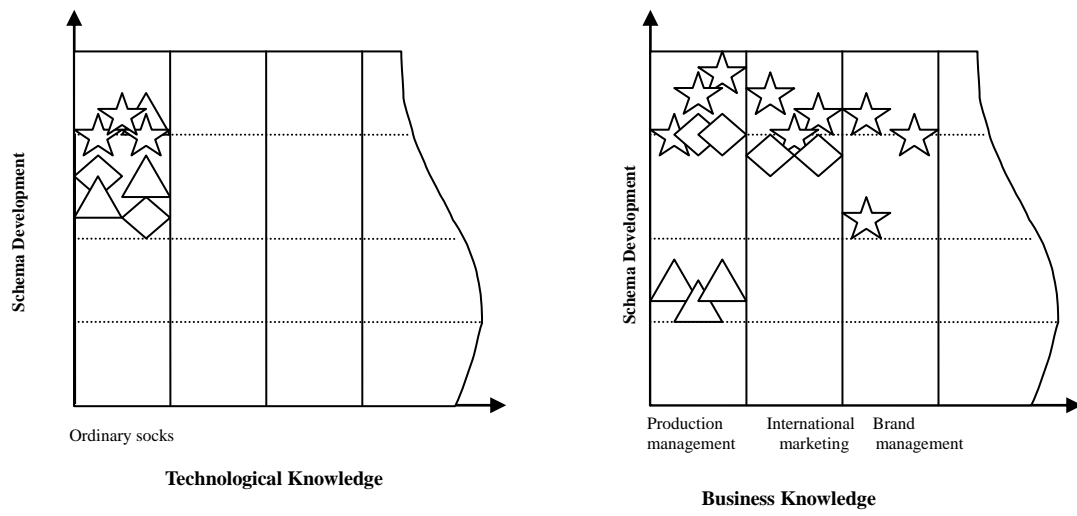 Schema Development
Ordinary socks
Technological Knowledge
Schema Development
Production
management
International
marketing
Brand
management
Business Knowledge